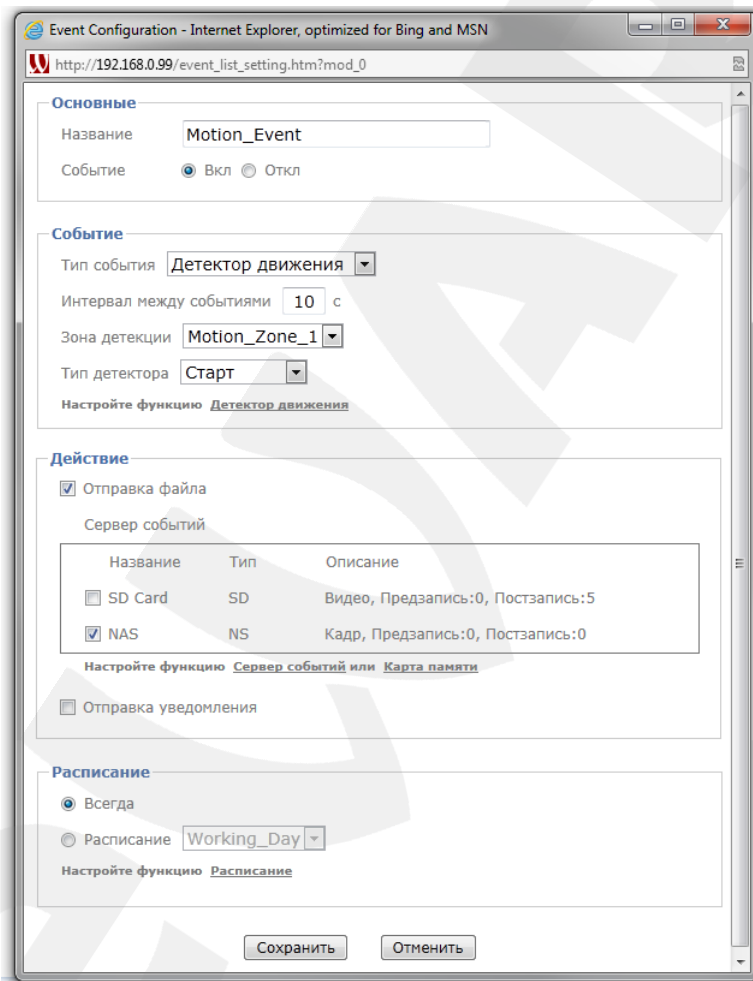 Event Configuration - Internet Explorer, optimized for Bing and MSN
http://192.168.0.99/event_list_setting.htm?mod_0
Основные
Название Motion_Event
Событие Вкл Откл
Событие
Тип события Детектор движения
Интервал между событиями 10 с
Зона детекции Motion_Zone_1
Тип детектора Старт
Настройте функцию Детектор движения
Действие
Отправка файла
Сервер событий
Название Тип Описание
SD Card SD Видео, Предзапись:0, Постзапись:5
NAS NS Кадр, Предзапись:0, Постзапись:0
Настройте функцию Сервер событий или Карта памяти
Отправка уведомления
Расписание
Всегда
Расписание Working_Day
Настройте функцию Расписание
Сохранить Отменить